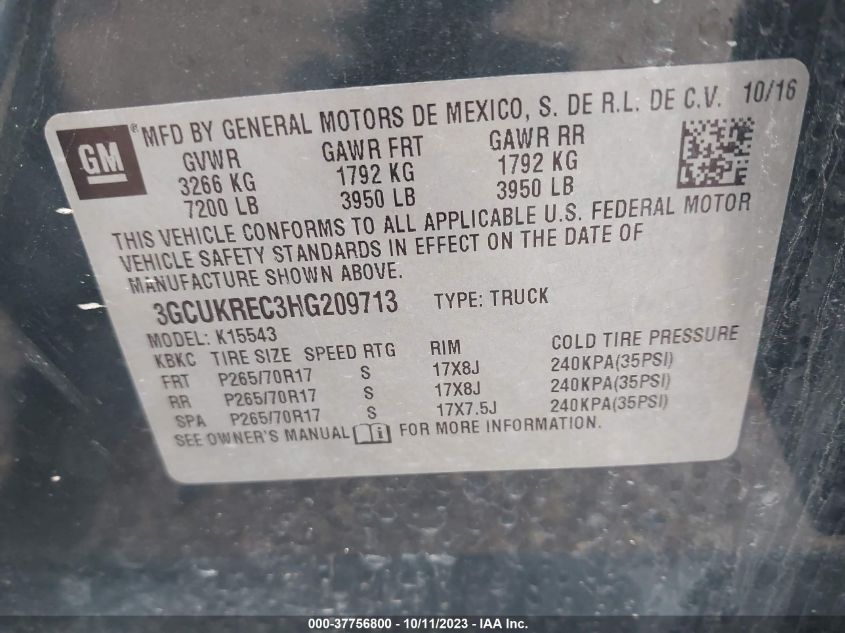 GM ® MFD BY GENERAL MOTORS DE MEXICO, S. DE R.L. DE C.V. 10/16
GVWR GAWR FRT GAWR RR
3266 KG 1792 KG 1792 KG
7200 LB 3950 LB 3950 LB
THIS VEHICLE CONFORMS TO ALL APPLICABLE U.S. FEDERAL MOTOR
VEHICLE SAFETY STANDARDS IN EFFECT ON THE DATE OF
MANUFACTURE SHOWN ABOVE.
3GCUKREC3HG209713 TYPE: TRUCK
MODEL: K15543
KBKC TIRE SIZE SPEED RTG RIM COLD TIRE PRESSURE
FRT P265/70R17 S 17X8J 240KPA(35PSI)
RR P265/70R17 S 17X8J 240KPA(35PSI)
SPA P265/70R17 S 17X7.5J 240KPA(35PSI)
SEE OWNER'S MANUAL FOR MORE INFORMATION.
000-37756800 - 10/11/2023 - IAA Inc.